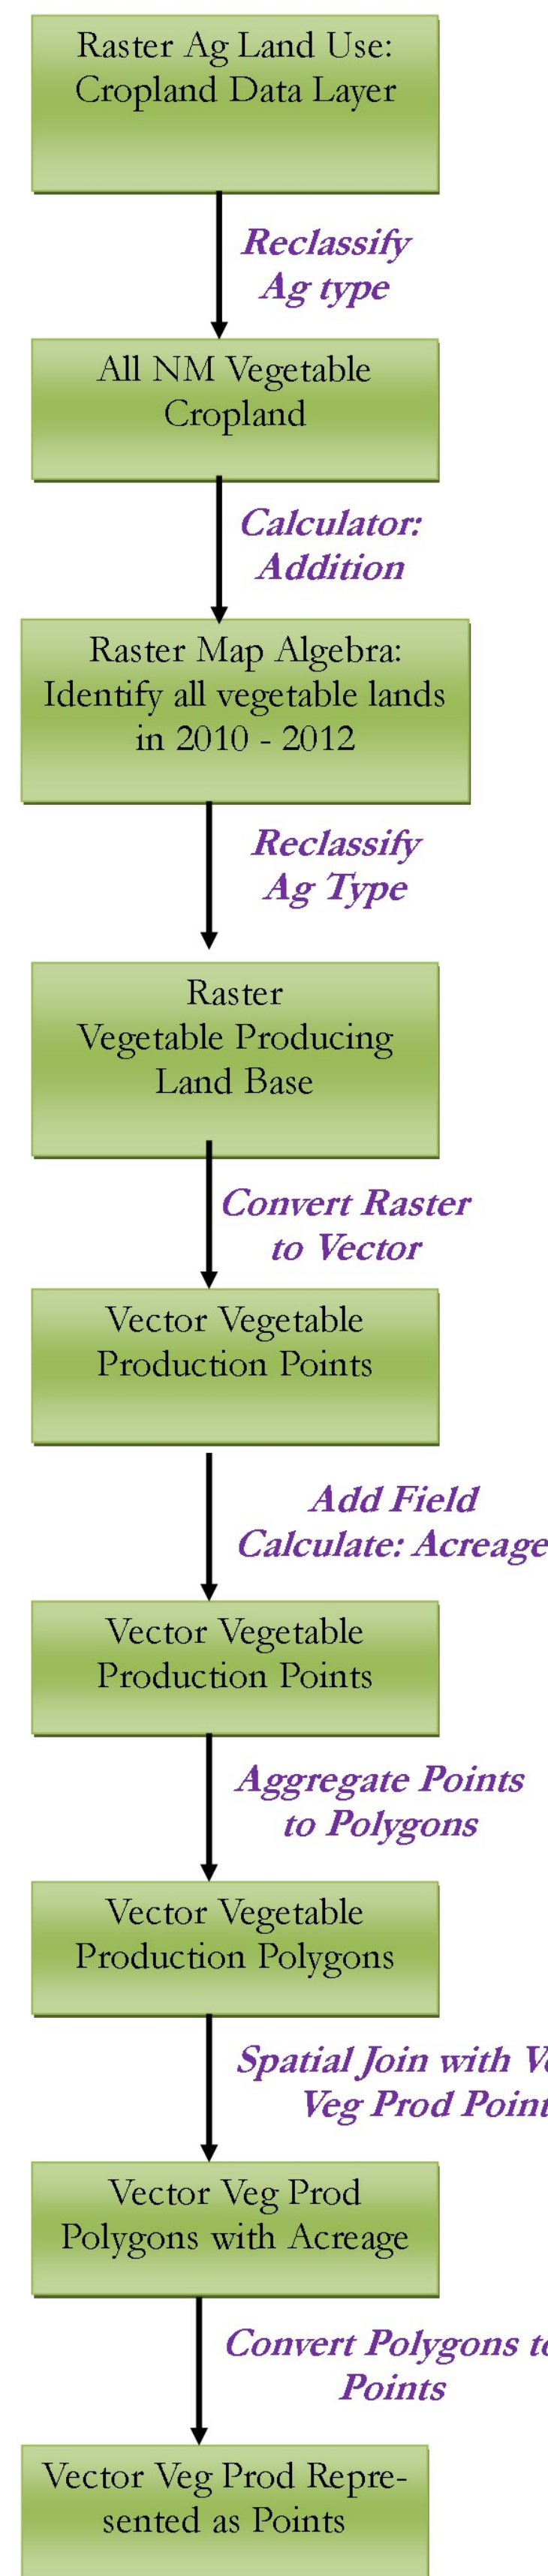 Raster Ag Land Use:
Cropland Data Layer
Reclassify
Ag type
All NM Vegetable
Cropland
Calculator:
Addition
Raster Map Algebra:
Identify all vegetable lands
in 2010 - 2012
Reclassify
Ag Type
Raster
Vegetable Producing
Land Base
Convert Raster
to Vector
Vector Vegetable
Production Points
Add Field
Calculate: Acreage
Vector Vegetable
Production Points
Aggregate Points
to Polygons
Vector Vegetable
Production Polygons
Spatial Join with
Veg Prod
Vector Veg Prod
Polygons with Acreage
Convert Polygons to
Points
Vector Veg Prod Repre-
sented as Points